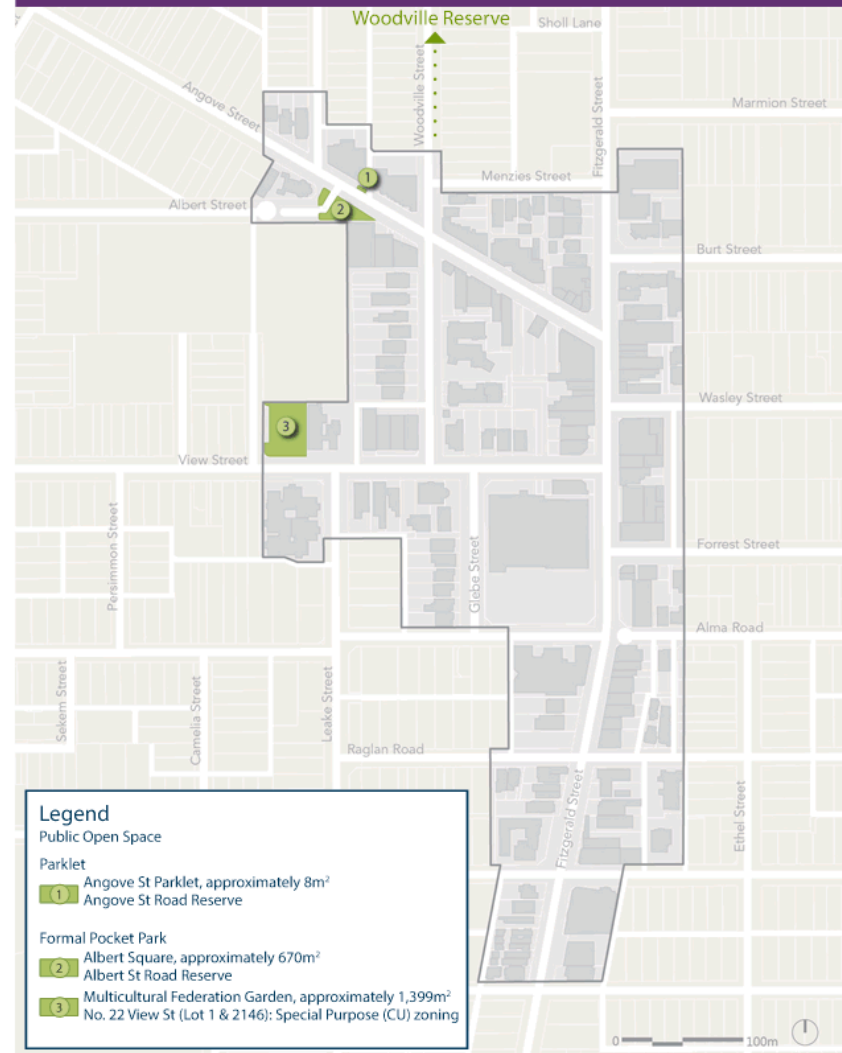 Woodville Reserve
Sholl Lane
Woodville Street
Angove Street
Fitzgerald Street
Marmion Street
1
Menzies Street
2
Albert Street
Burt Street
Wasley Street
3
View Street
Persimmon Street
Glebe Street
Forrest Street
Alma Road
Sekem Street
Camelia Street
Leake Street
Raglan Road
Fitzgerald Street
Ethel Street
Legend
Public Open Space
Parklet
1 Angove St Parklet, approximately 8m²
Angove St Road Reserve
Formal Pocket Park
2 Albert Square, approximately 670m²
Albert St Road Reserve
3 Multicultural Federation Garden, approximately 1,399m²
No. 22 View St (Lot 1 & 2146): Special Purpose (CU) zoning
0 100m